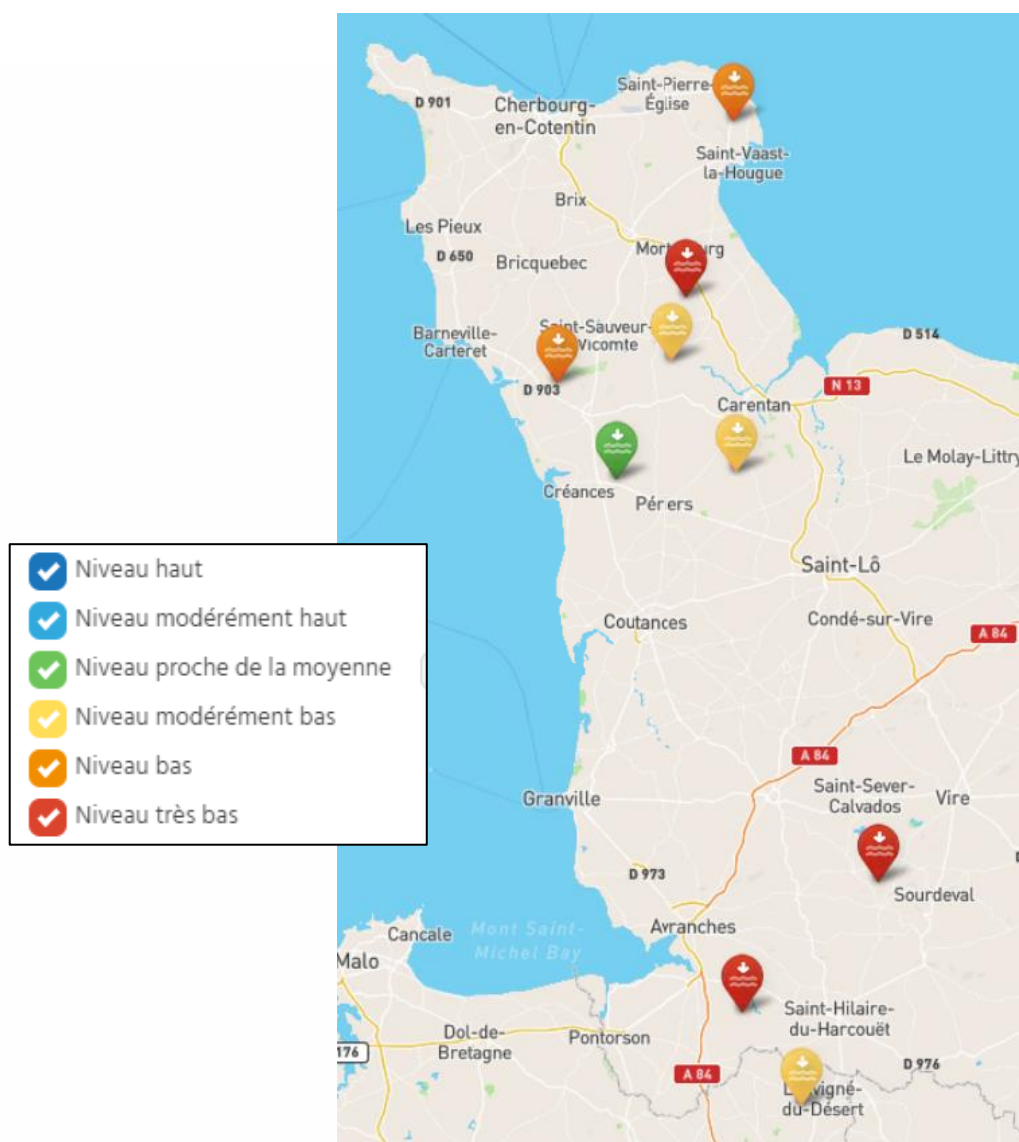 D 901
Cherbourg-
en-Cotentin
Saint-Pierre-
Église
Saint-Vaast-
la-Hougue
Brix
Les Pieux
D 650
Bricquebec
Barneville-
Carteret
Saint-Sauveur-
Vicomte
D 514
D 903
N 13
Carentan
Le Molay-Littry
Créances
Saint-Lô
Niveau haut
Niveau modérément haut
Niveau proche de la moyenne
Niveau modérément bas
Niveau bas
Niveau très bas
Coutances
Condé-sur-Vire
A 84
A 84
Saint-Sever-
Calvados
Vire
Granville
D 973
Sourdeval
Avranches
Cancale
Mont Saint-
Michel Bay
Malo
Saint-Hilaire-
du-Harcouët
Dol-de-
Bretagne
Pontorson
176
D 976
A 84
du-Désert